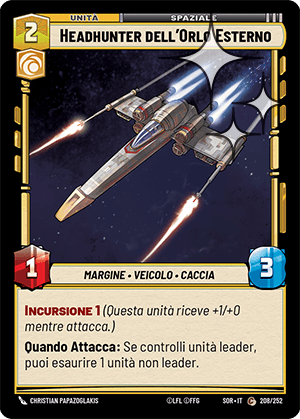 UNITÀ
SPAZIALE
2
HEADHUNTER DELL'ORLO ESTERNO
1
3
MARGINE • VEICOLO • CACCIA
INCURSIONE 1 (Questa unità riceve +1/+0
mentre attacca.)
Quando Attacca: Se controlli unità leader,
puoi esaurire 1 unità non leader.
CHRISTIAN PAPAZOGLAKIS
©LFL ©FFG
SOR • IT
C
208/252